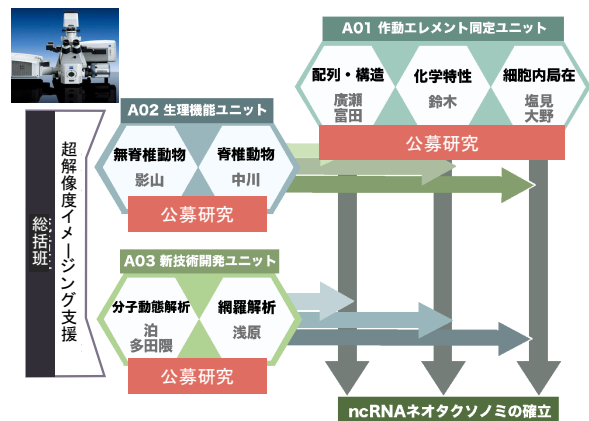 A01 作動エレメント同定ユニット
配列・構造
化学特性
細胞内局在
廣瀬
富田
鈴木
塩見
大野
公募研究
A02 生理機能ユニット
無脊椎動物
脊椎動物
影山
中川
公募研究
超解像度イメージング支援
総括班
A03 新技術開発ユニット
分子動態解析
網羅解析
泊
多田隈
浅原
公募研究
ncRNAネオタクソノミの確立